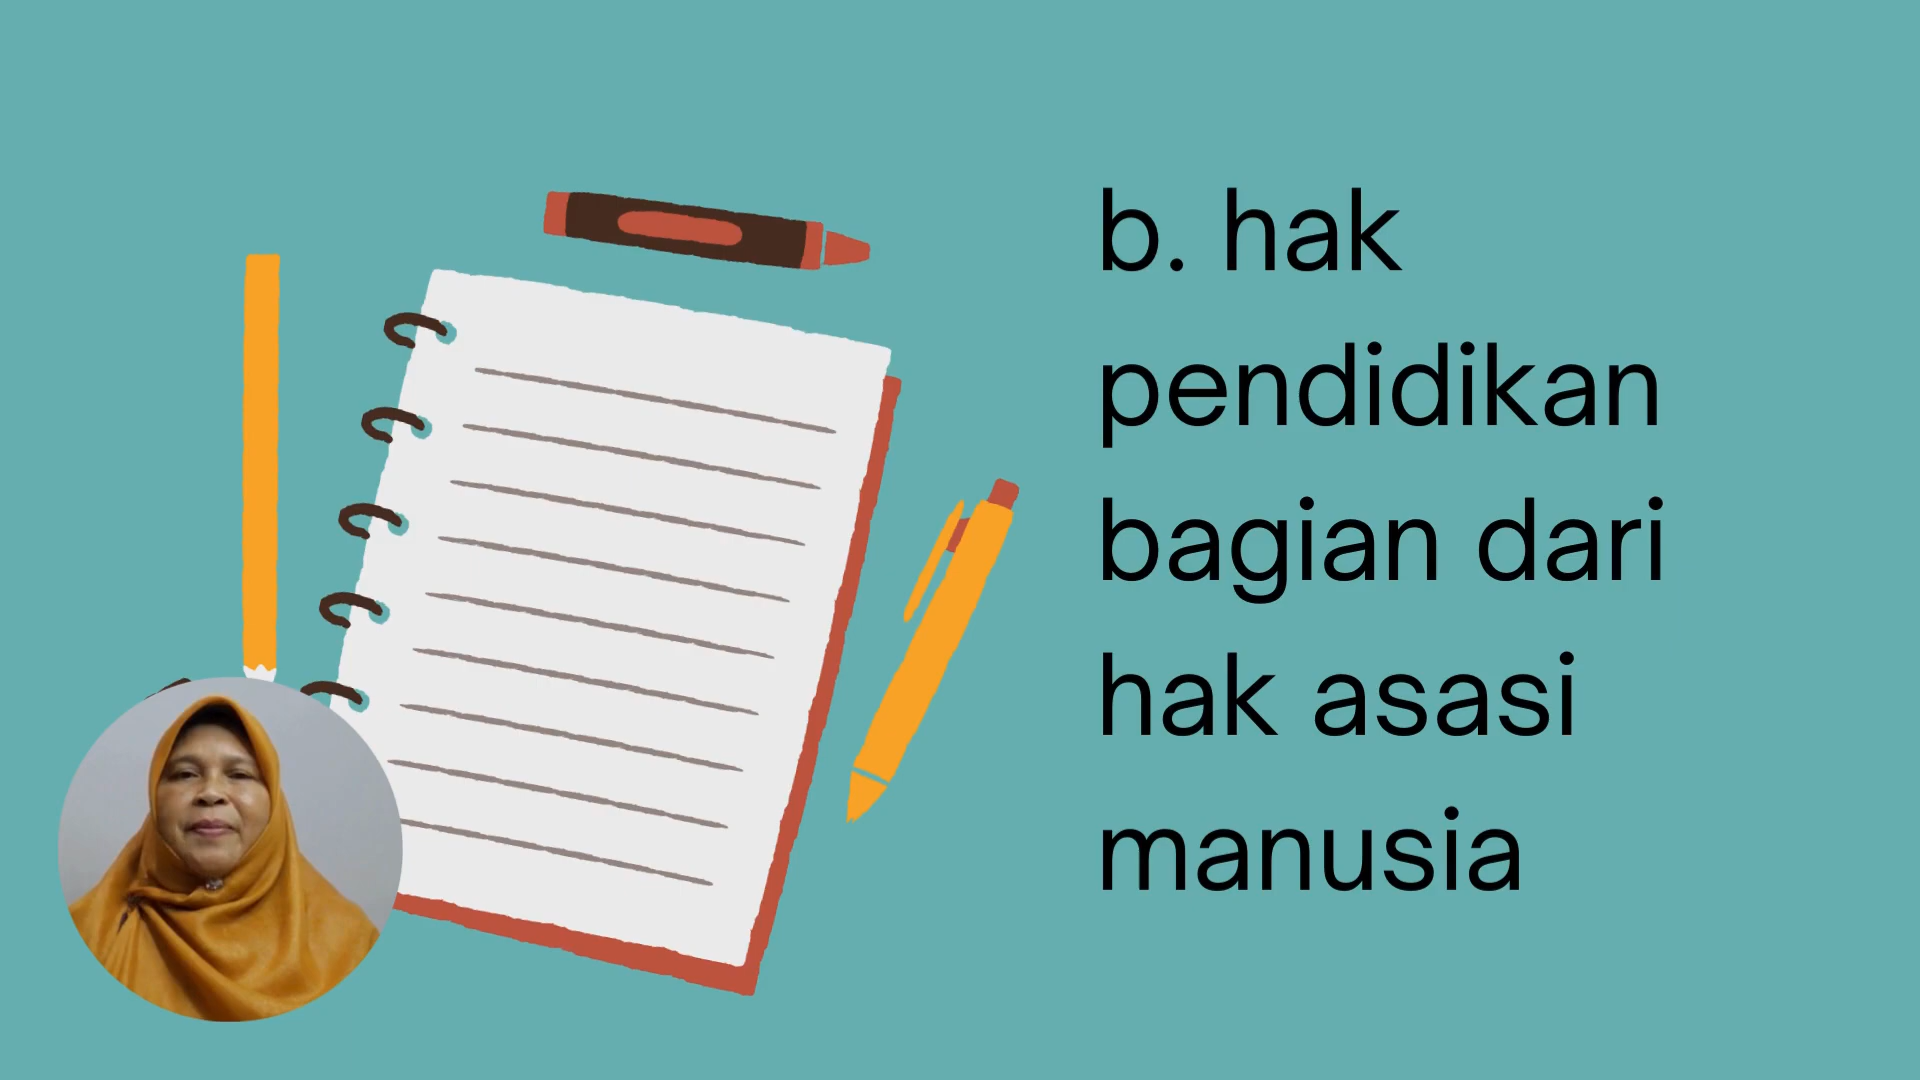 b. hak
pendidikan
bagian dari
hak asasi
manusia